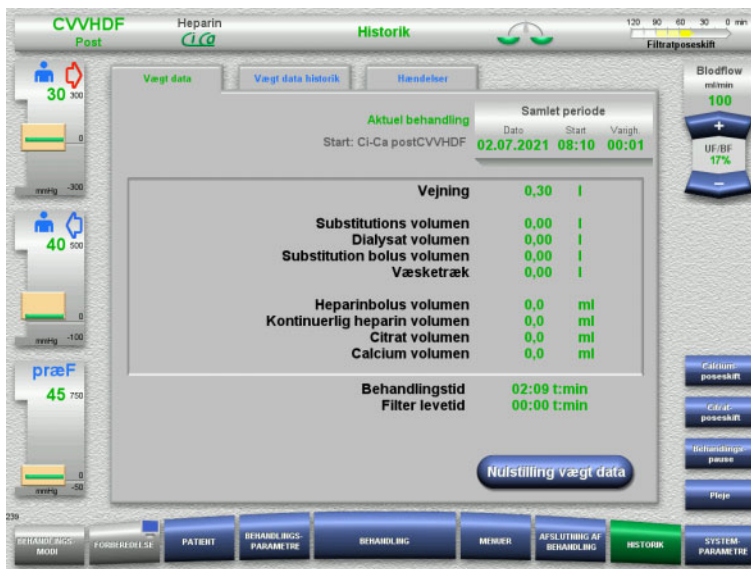 CVVHDF
Post
Heparin
Ci Ca
Historik
120 90 60 30 0 min
Filtratposeskift
30
300
0
mmHg -300
40
500
0
mmHg -100
præF
45
750
0
mmHg -50
Vægt data
Vægt data historik
Hændelser
Aktuel behandling
Start: Ci-Ca postCVVHDF
Samlet periode
Dato Start Varigh.
02.07.2021 08:10 00:01
Vejning 0,30 l
Substitutions volumen 0,00 l
Dialysat volumen 0,00 l
Substitution bolus volumen 0,00 l
Væsketræk 0,00 l
Heparinbolus volumen 0,0 ml
Kontinuerlig heparin volumen 0,0 ml
Citrat volumen 0,0 ml
Calcium volumen 0,0 ml
Behandlingstid 02:09 t:min
Filter levetid 00:00 t:min
Nulstilling vægt data
Blodflow
ml/min
100
+
UF/BF
17%
–
Calcium-
poseskift
Citrat-
poseskift
Behandlings-
pause
Pleje
239
BEHANDLINGS-
MODI
FORBEREDELSE
PATIENT
BEHANDLINGS-
PARAMETRE
BEHANDLING
MENUER
AFSLUTNING AF
BEHANDLING
HISTORIK
SYSTEM-
PARAMETRE